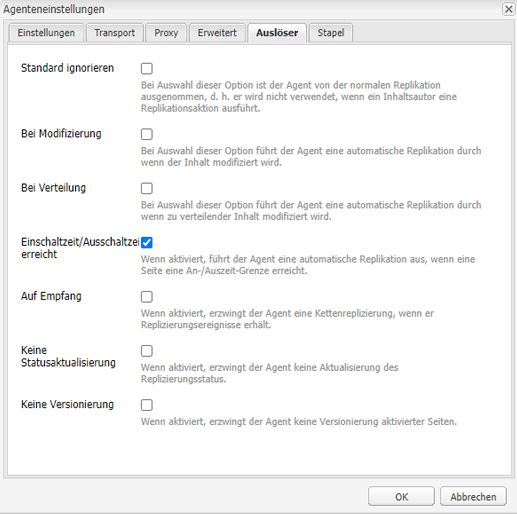 Agenteneinstellungen
Einstellungen
Transport
Proxy
Erweitert
Auslöser
Stapel
Standard ignorieren
Bei Auswahl dieser Option ist der Agent von der normalen Replikation
ausgenommen, d. h. er wird nicht verwendet, wenn ein Inhaltsautor eine
Replikationsaktion ausführt.
Bei Modifizierung
Bei Auswahl dieser Option führt der Agent eine automatische Replikation durch
wenn der Inhalt modifiziert wird.
Bei Verteilung
Bei Auswahl dieser Option führt der Agent eine automatische Replikation durch
wenn zu verteilender Inhalt modifiziert wird.
Einschaltzeit/Ausschaltzei
erreicht
Wenn aktiviert, führt der Agent eine automatische Replikation aus, wenn eine
Seite eine An-/Auszeit-Grenze erreicht.
Auf Empfang
Wenn aktiviert, erzwingt der Agent eine Kettenreplizierung, wenn er
Replizierungsereignisse erhält.
Keine
Statusaktualisierung
Wenn aktiviert, erzwingt der Agent keine Aktualisierung des
Replizierungsstatus.
Keine Versionierung
Wenn aktiviert, erzwingt der Agent keine Versionierung aktivierter Seiten.
OK
Abbrechen